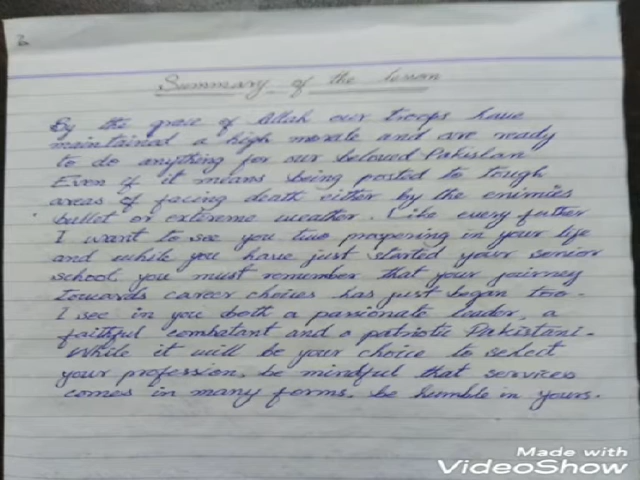 Summary of the lesson
By the grace of Allah our troops have
maintained a high morale and are ready
to do anything for our beloved Pakistan
Even if it means being posted to tough
areas of facing death either by the enimies
bullet or extreme weather. Like every father
I want to see you two prospering in your life
and while you have just started your senior
school, you must remember that your journey
towards career choices has just began too.
I see in you both a passionate leader, a
faithful combatant and a patriotic Pakistani.
While it will be your choice to select
your profession, be mindful that services
comes in many forms, be humble in yours.
Made with
VideoShow